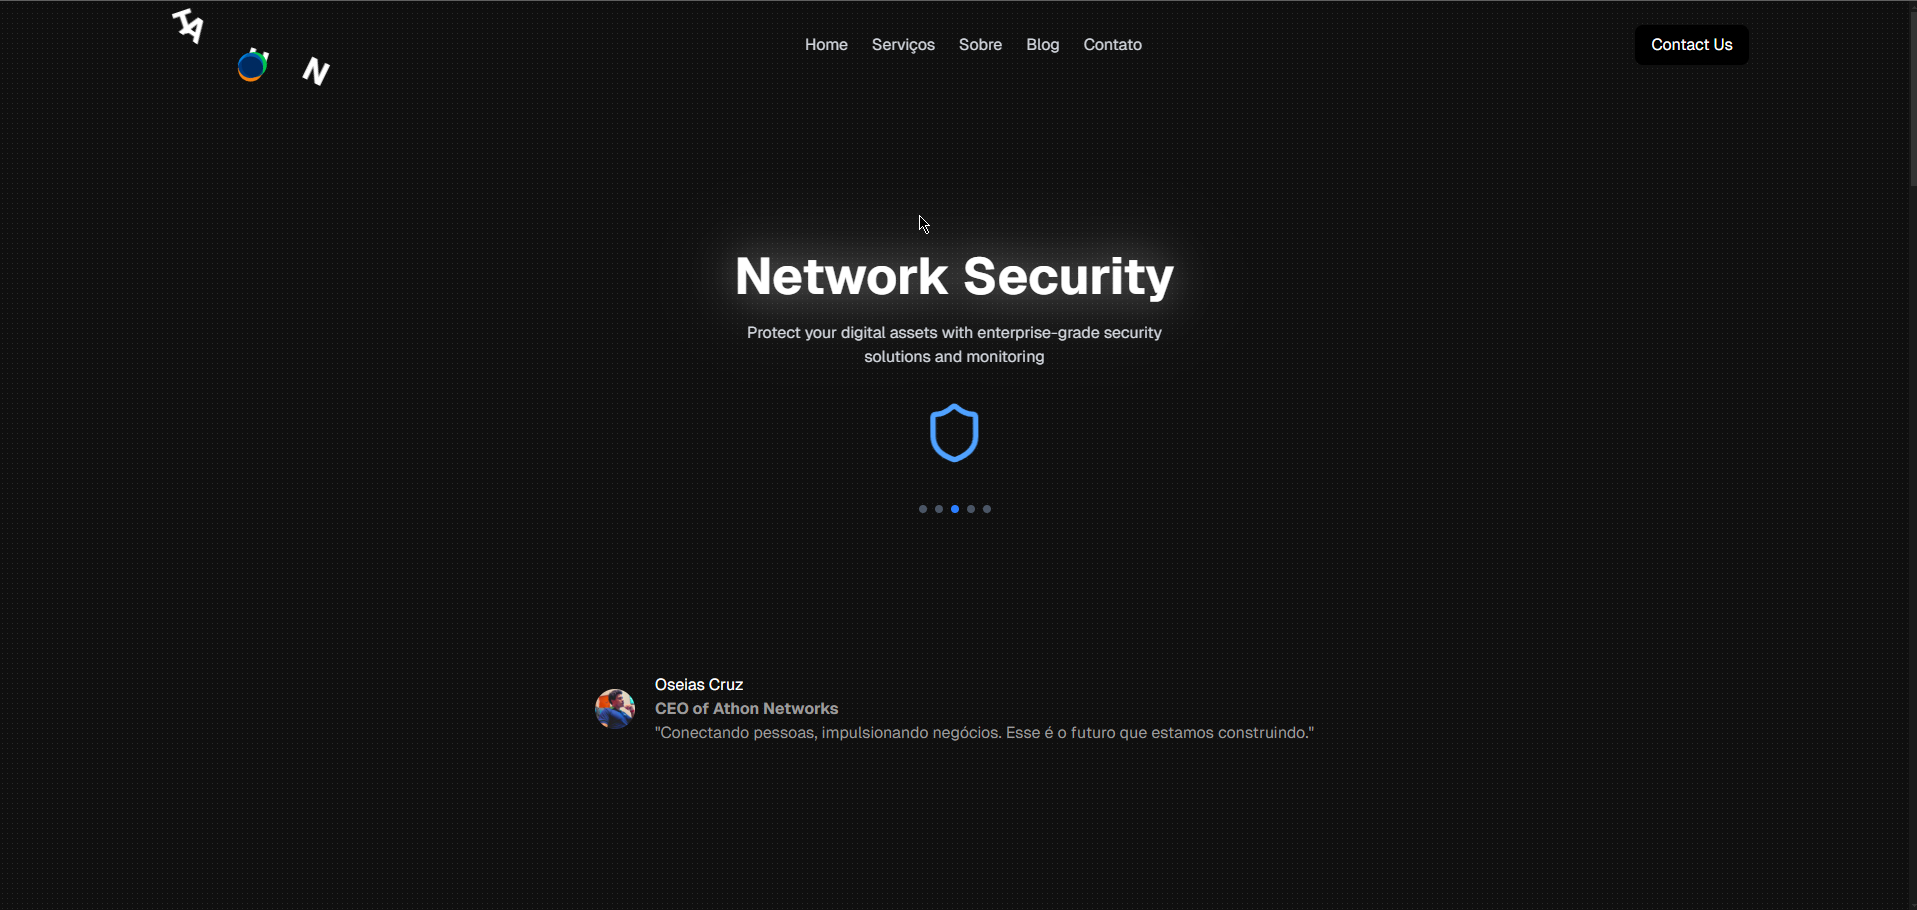 T A
H
N
Home Serviços Sobre Blog Contato
Contact Us
Network Security
Protect your digital assets with enterprise-grade security
solutions and monitoring
Oseias Cruz
CEO of Athon Networks
"Conectando pessoas, impulsionando negócios. Esse é o futuro que estamos construindo."